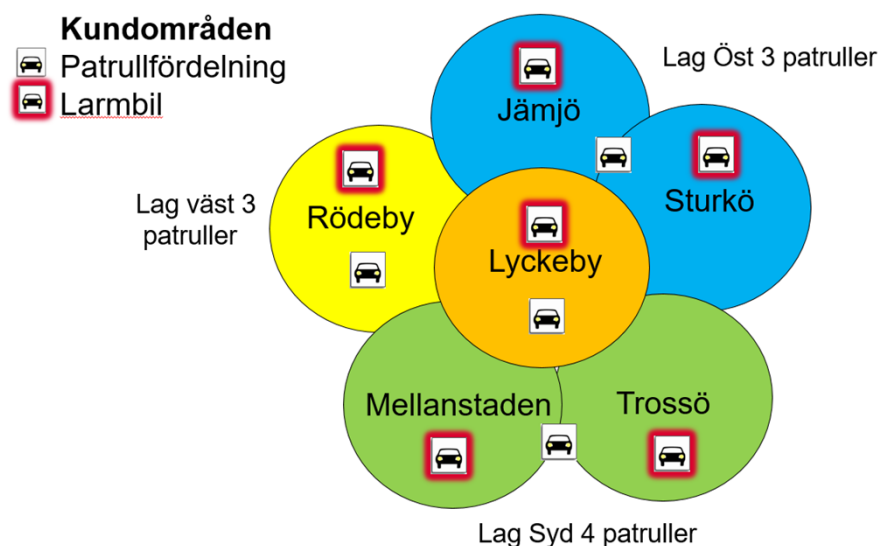 Kundområden
Patrullfördelning
Larmbil
Lag Öst 3 patruller
Jämjö
Sturkö
Lag väst 3
patruller
Rödeby
Lyckeby
Mellanstaden
Trossö
Lag Syd 4 patruller